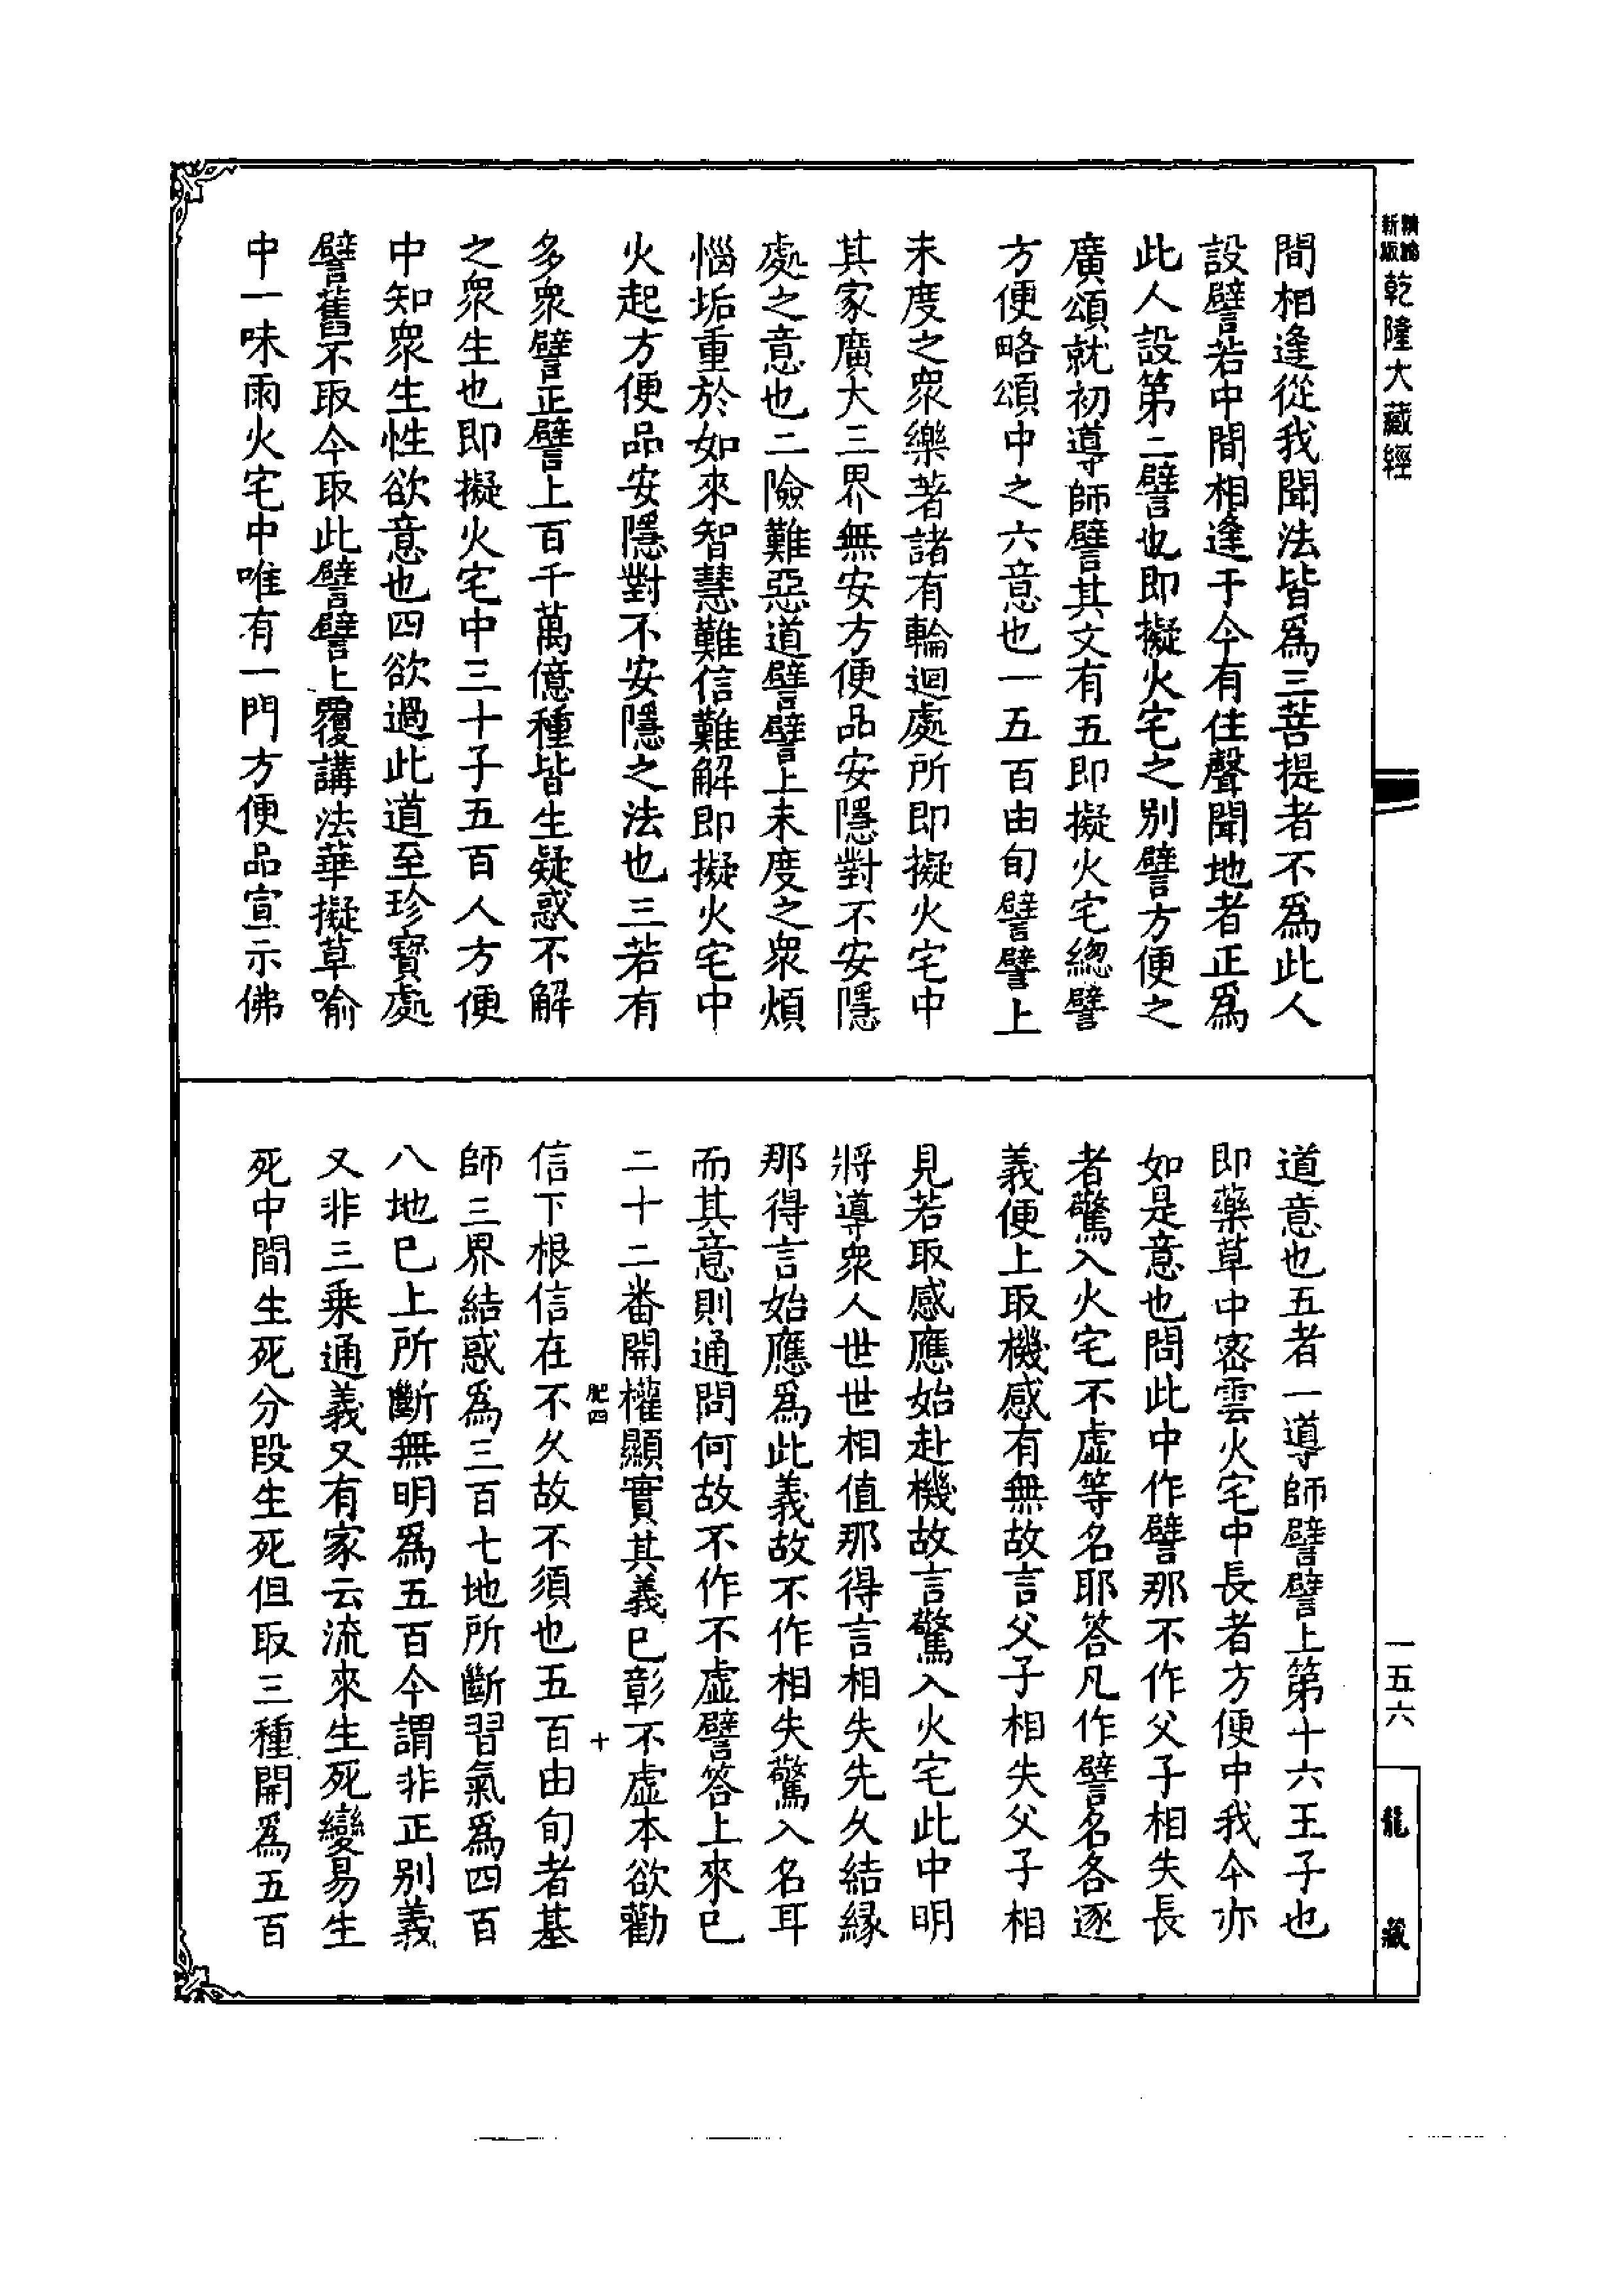 精縮
新版
乾隆大藏經
間相逢從我聞法皆爲三菩提者不爲此人
設譬若中間相逢于今有住聲聞地者正爲
此人設第二譬也即擬火宅之別譬方便之
廣頌就初導師譬其文有五即擬火宅總譬
方便略頌中之六意也一五百由旬譬譬上
未度之衆樂著諸有輪迴處所即擬火宅中
其家廣大三界無安方便品安隱對不安隱
處之意也二險難惡道譬譬上未度之衆煩
惱垢重於如來智慧難信難解即擬火宅中
火起方便品安隱對不安隱之法也三若有
多衆譬正譬上百千萬億種皆生疑惑不解
之衆生也即擬火宅中三十子五百人方便
中知衆生性欲意也四欲過此道至珍寶處
譬舊不取今取此譬譬上覆講法華擬草喻
中一味雨火宅中唯有一門方便品宣示佛
道意也五者一導師譬譬上第十六王子也
即藥草中密雲火宅中長者方便中我今亦
如是意也問此中作譬那不作父子相失長
者驚入火宅不虛等名耶答凡作譬名各逐
義便上取機感有無故言父子相失父子相
見若取感應始赴機故言驚入火宅此中明
將導衆人世世相值那得言相失先久結緣
那得言始應爲此義故不作相失驚入名耳
而其意則通問何故不作不虛譬答上來已
二十二番開權顯實其義已彰不虛本欲勸
肥四
十
信下根信在不久故不須也五百由旬者基
師三界結惑爲三百七地所斷習氣爲四百
八地已上所斷無明爲五百今謂非正別義
又非三乘通義又有家云流來生死變易生
死中間生死分段生死但取三種開爲五百
一五六
龍藏